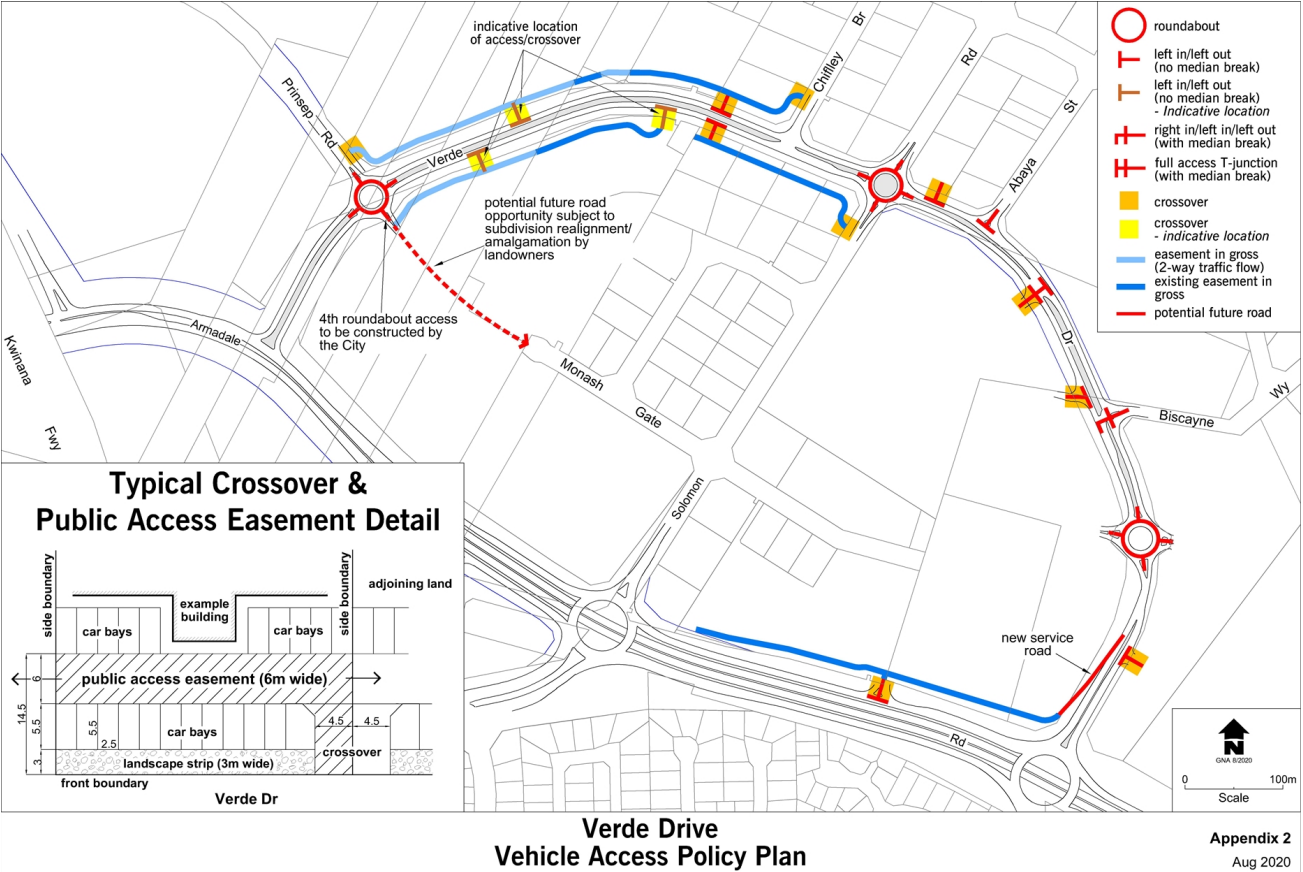 indicative location
of access/crossover
Br
Chiflley
Rd
St
Abaya
Prinsep Rd
Verde
potential future road
opportunity subject to
subdivision realignment/
amalgamation by
landowners
4th roundabout access
to be constructed by
the City
Armadale
Kwinana
Fwy
Monash
Gate
Solomon
Dr
Biscayne
Wy
new service
road
Rd
roundabout
left in/left out
(no median break)
left in/left out
(no median break)
- Indicative location
right in/left in/left out
(with median break)
full access T-junction
(with median break)
crossover
crossover
- indicative location
easement in gross
(2-way traffic flow)
existing easement in
gross
potential future road
Typical Crossover &
Public Access Easement Detail
side boundary
side boundary
adjoining land
example
building
car bays
car bays
public access easement (6m wide)
6
14.5
5.5
5.5
2.5
car bays
4.5
4.5
crossover
3
landscape strip (3m wide)
front boundary
Verde Dr
N
GNA 8/2020
0
100m
Scale
Verde Drive
Vehicle Access Policy Plan
Appendix 2
Aug 2020